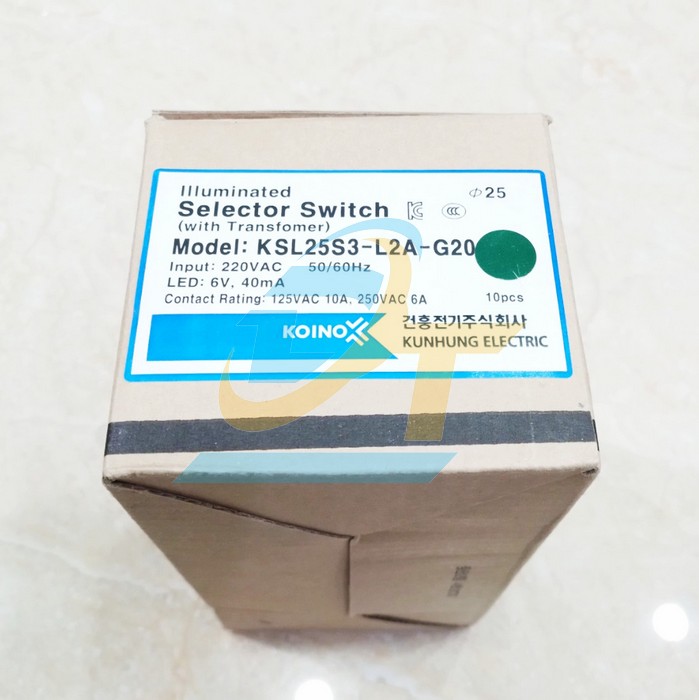 Illuminated
Selector Switch
(with Transfomer)
Φ25
Model: KSL25S3-L2A-G20
Input: 220VAC 50/60Hz
LED: 6V, 40mA
Contact Rating: 125VAC 10A, 250VAC 6A
10pcs
KOINO
건흥전기주식회사
KUNHUNG ELECTRIC